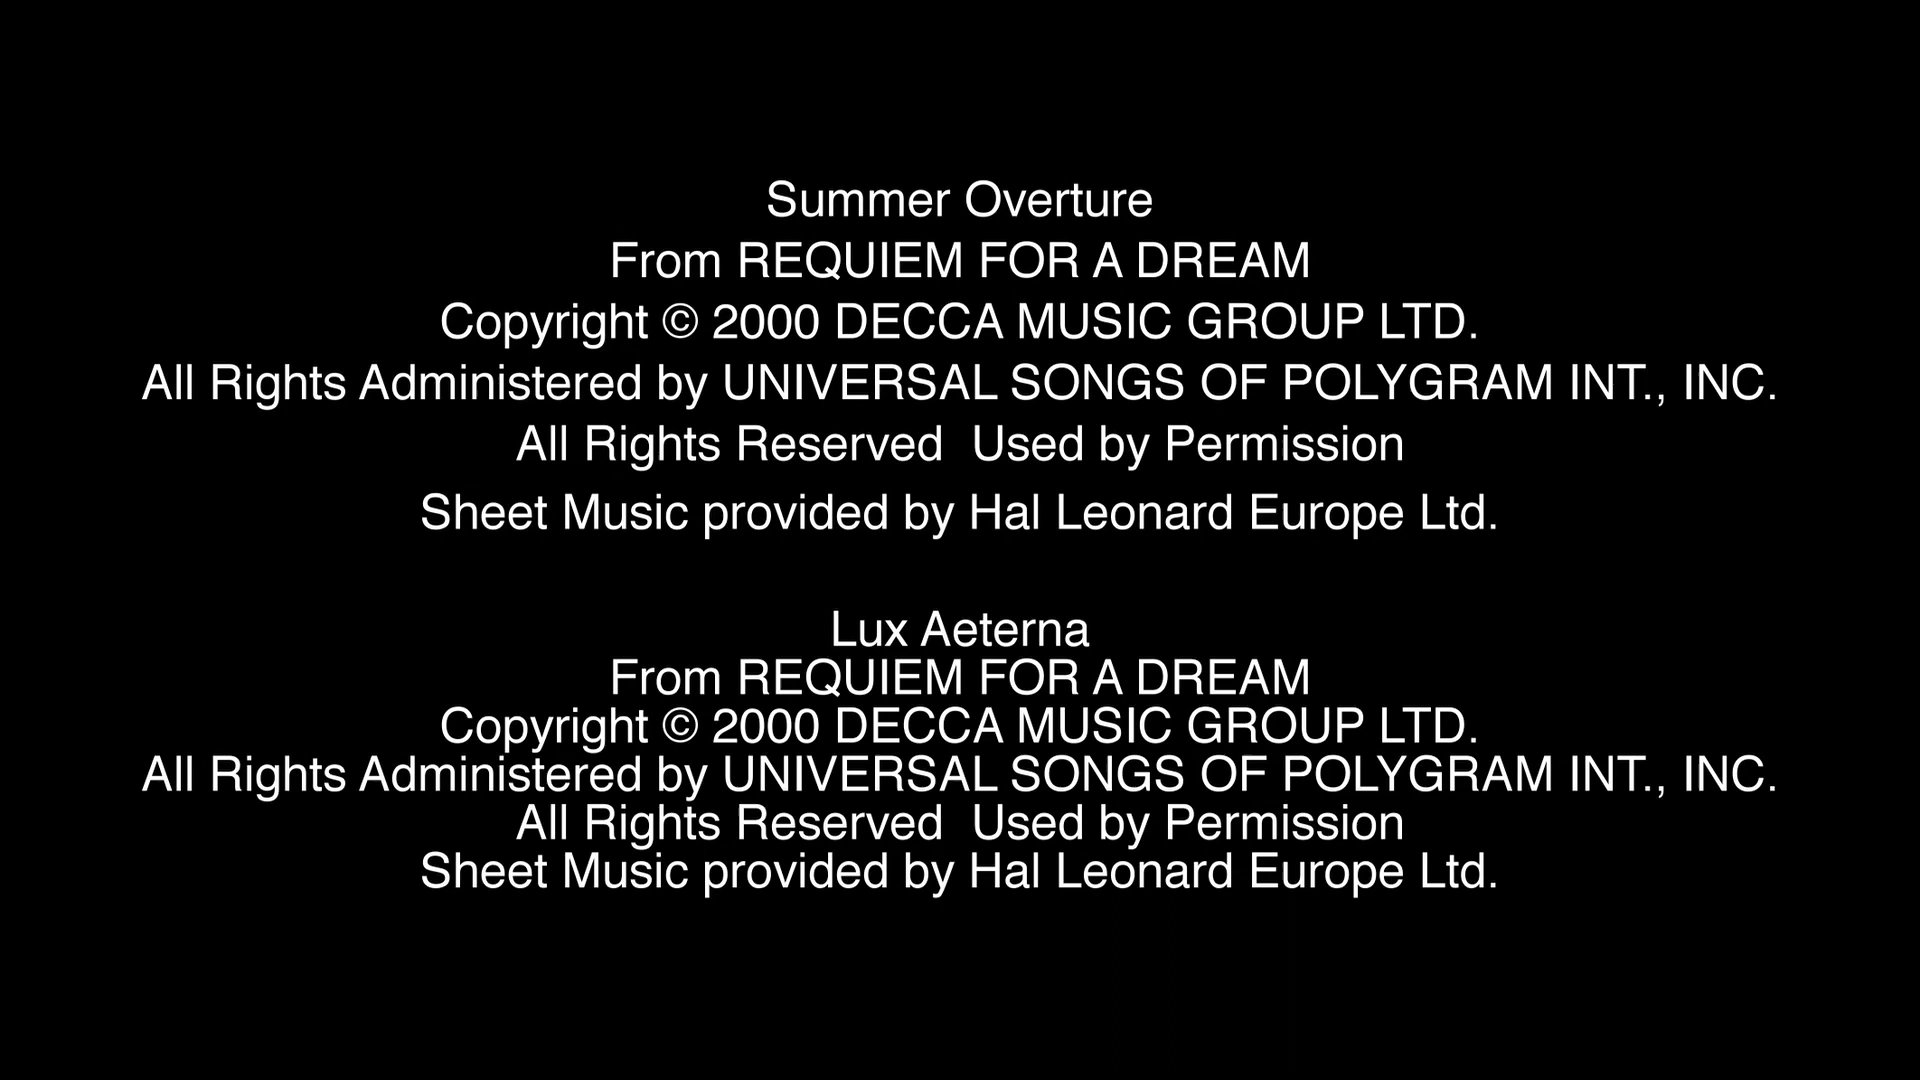 Summer Overture
From REQUIEM FOR A DREAM
Copyright © 2000 DECCA MUSIC GROUP LTD.
All Rights Administered by UNIVERSAL SONGS OF POLYGRAM INT., INC.
All Rights Reserved  Used by Permission
Sheet Music provided by Hal Leonard Europe Ltd.
Lux Aeterna
From REQUIEM FOR A DREAM
Copyright © 2000 DECCA MUSIC GROUP LTD.
All Rights Administered by UNIVERSAL SONGS OF POLYGRAM INT., INC.
All Rights Reserved  Used by Permission
Sheet Music provided by Hal Leonard Europe Ltd.